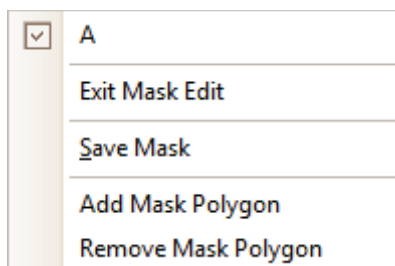 A
Exit Mask Edit
Save Mask
Add Mask Polygon
Remove Mask Polygon